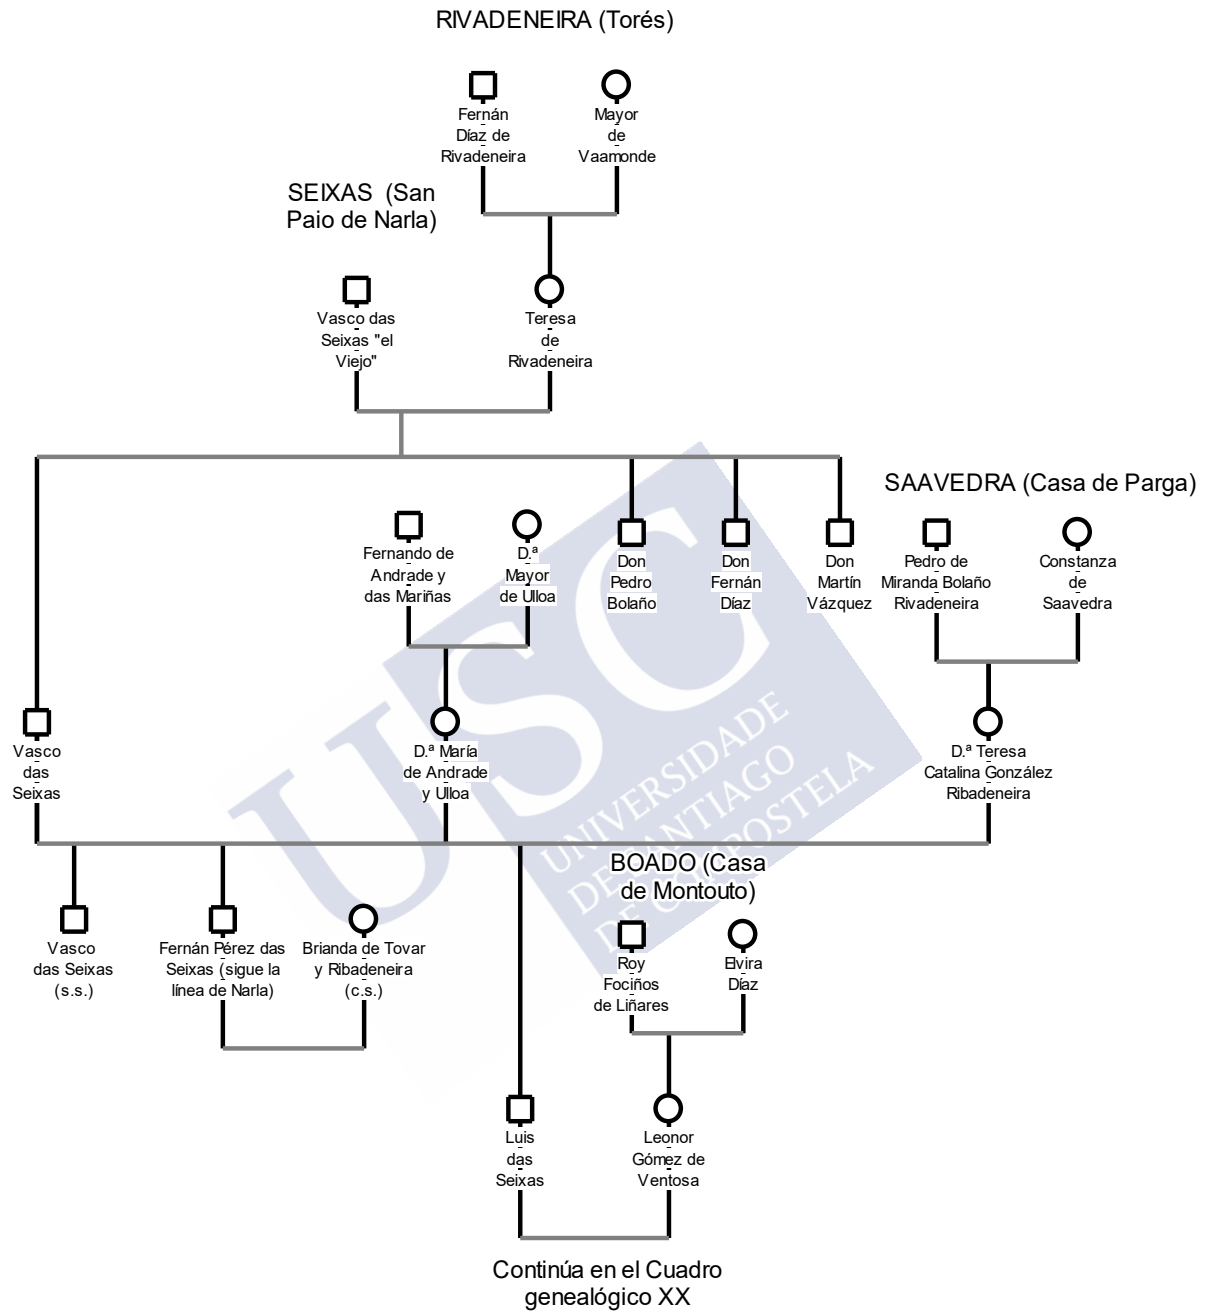 RIVADENEIRA (Torés)
Fernán
Díaz de
Rivadeneira
Mayor
de
Vaamonde
SEIXAS (San
Paio de Narla)
Vasco das
Seixas "el
Viejo"
Teresa
de
Rivadeneira
SAAVEDRA (Casa de Parga)
Fernando de
Andrade y
das Mariñas
D.ª
Mayor
de Ulloa
Don
Pedro
Bolaño
Don
Fernán
Díaz
Don
Martín
Vázquez
Pedro de
Miranda Bolaño
Rivadeneira
Constanza
de
Saavedra
Vasco
das
Seixas
D.ª María
de Andrade
y Ulloa
D.ª Teresa
Catalina González
Ribadeneira
USC
UNIVERSIDADE
DE SANTIAGO
DE COMPOSTELA
BOADO (Casa
de Montouto)
Vasco
das Seixas
(s.s.)
Fernán Pérez das
Seixas (sigue la
línea de Narla)
Brianda de Tovar
y Ribadeneira
(c.s.)
Roy
Fociños
de Liñares
Elvira
Díaz
Luis
das
Seixas
Leonor
Gómez de
Ventosa
Continúa en el Cuadro
genealógico XX